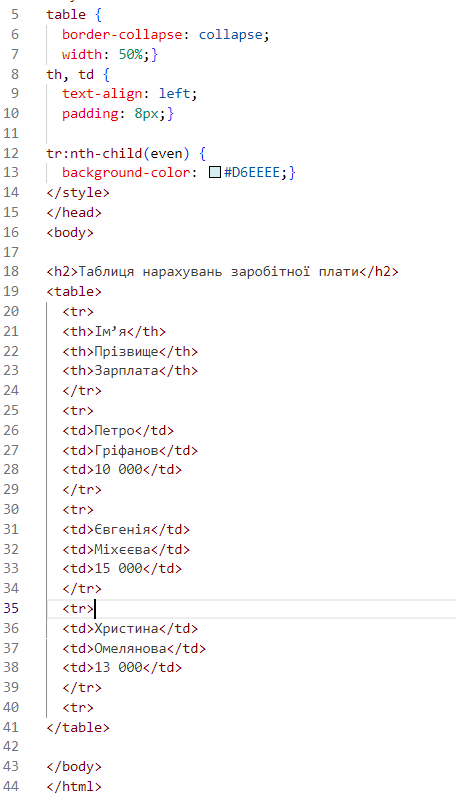 5 table {
6 border-collapse: collapse;
7 width: 50%;}
8 th, td {
9 text-align: left;
10 padding: 8px;}
11
12 tr:nth-child(even) {
13 background-color: #D6EEEE;}
14 </style>
15 </head>
16 <body>
17
18 <h2>Таблиця нарахувань заробітної плати</h2>
19 <table>
20 <tr>
21 <th>Ім’я</th>
22 <th>Прізвище</th>
23 <th>Зарплата</th>
24 </tr>
25 <tr>
26 <td>Петро</td>
27 <td>Гріфанов</td>
28 <td>10 000</td>
29 </tr>
30 <tr>
31 <td>Євгенія</td>
32 <td>Міхєєва</td>
33 <td>15 000</td>
34 </tr>
35 <tr>
36 <td>Христина</td>
37 <td>Омелянова</td>
38 <td>13 000</td>
39 </tr>
40 <tr>
41 </table>
42
43 </body>
44 </html>